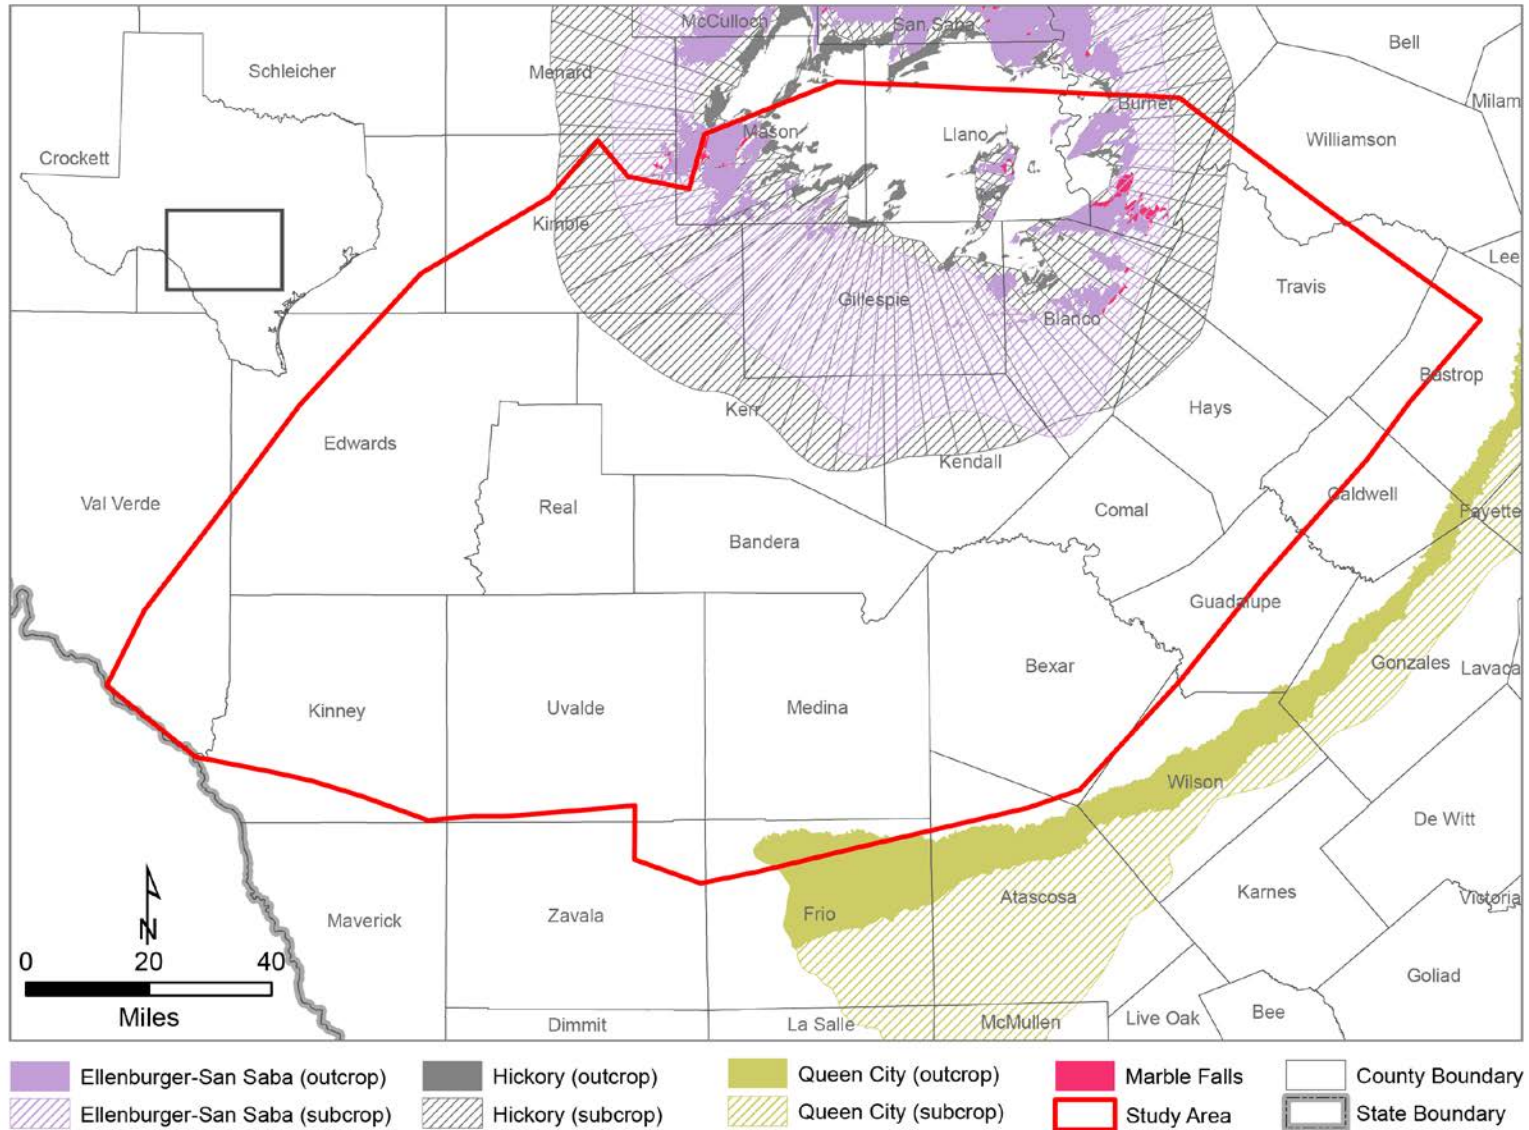 McCulloch
San Saba
Bell
Schleicher
Menard
Milam
Burnet
Mason
Llano
Williamson
Crockett
Kimble
Lee
Travis
Gillespie
Blanco
Bastrop
Kerr
Hays
Edwards
Kendall
Caldwell
Val Verde
Real
Comal
Fayette
Bandera
Guadalupe
Bexar
Gonzales
Lavaca
Kinney
Uvalde
Medina
Wilson
De Witt
Karnes
Atascosa
Victoria
Maverick
Zavala
Frio
N
0 20 40
Miles
Goliad
Dimmit
La Salle
McMullen
Live Oak
Bee
Ellenburger-San Saba (outcrop)
Hickory (outcrop)
Queen City (outcrop)
Marble Falls
County Boundary
Ellenburger-San Saba (subcrop)
Hickory (subcrop)
Queen City (subcrop)
Study Area
State Boundary